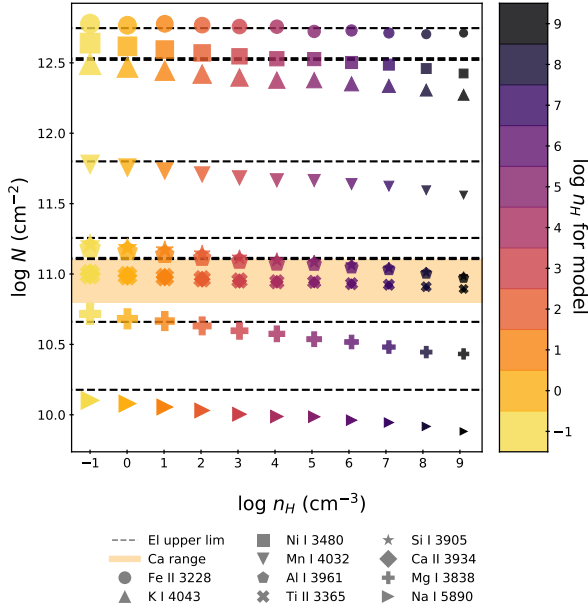 12.5
12.0
11.5
11.0
10.5
10.0
log N (cm−2)
−1 0 1 2 3 4 5 6 7 8 9
log nH (cm−3)
9
8
7
6
5
4
3
2
1
0
−1
log nH for model
El upper lim
Ca range
Fe II 3228
K I 4043
Ni I 3480
Mn I 4032
Al I 3961
Ti II 3365
Si I 3905
Ca II 3934
Mg I 3838
Na I 5890